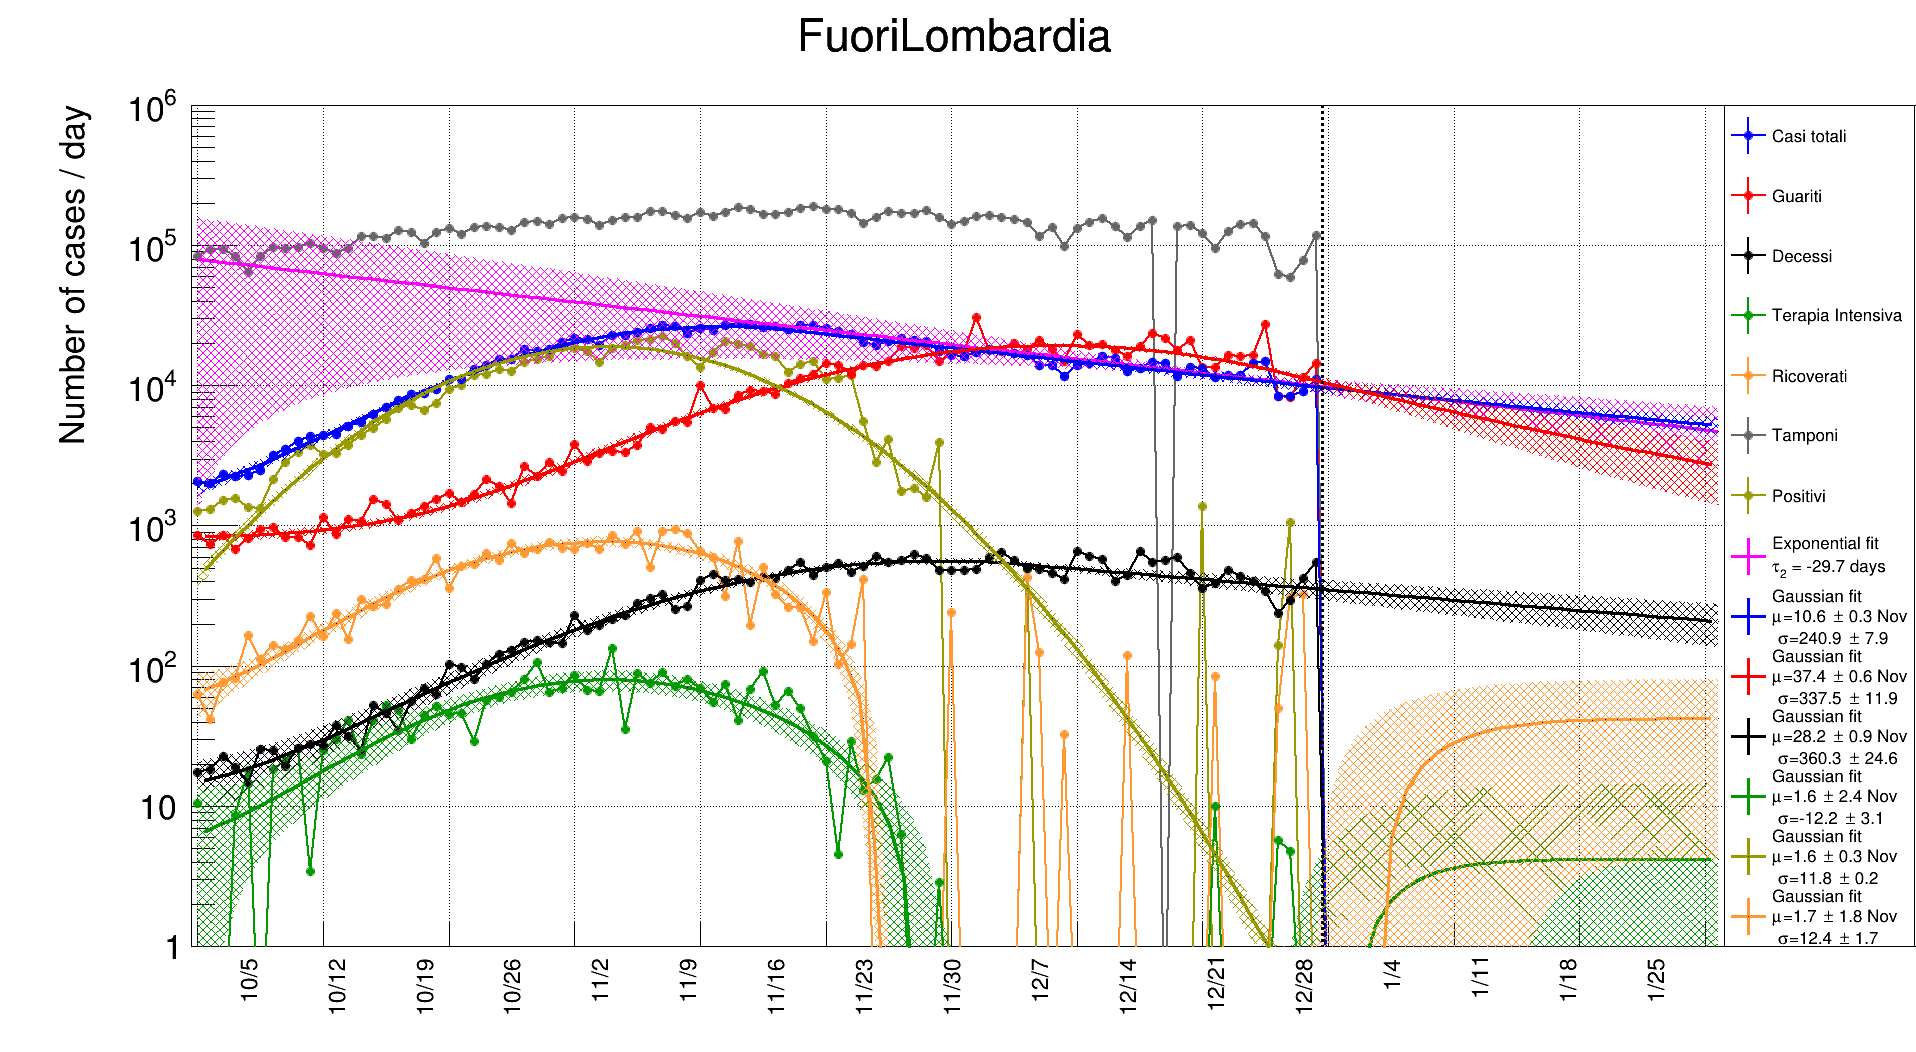 FuoriLombardia
Number of cases / day
10^6
10^5
10^4
10^3
10^2
10
1
10/5
10/12
10/19
10/26
11/2
11/9
11/16
11/23
11/30
12/7
12/14
12/21
12/28
1/4
1/11
1/18
1/25
Casi totali
Guariti
Decessi
Terapia Intensiva
Ricoverati
Tamponi
Positivi
Exponential fit
τ₂ = -29.7 days
Gaussian fit
μ=10.6 ± 0.3 Nov
σ=240.9 ± 7.9
Gaussian fit
μ=37.4 ± 0.6 Nov
σ=337.5 ± 11.9
Gaussian fit
μ=28.2 ± 0.9 Nov
σ=360.3 ± 24.6
Gaussian fit
μ=1.6 ± 2.4 Nov
σ=-12.2 ± 3.1
Gaussian fit
μ=1.6 ± 0.3 Nov
σ=11.8 ± 0.2
Gaussian fit
μ=1.7 ± 1.8 Nov
σ=12.4 ± 1.7